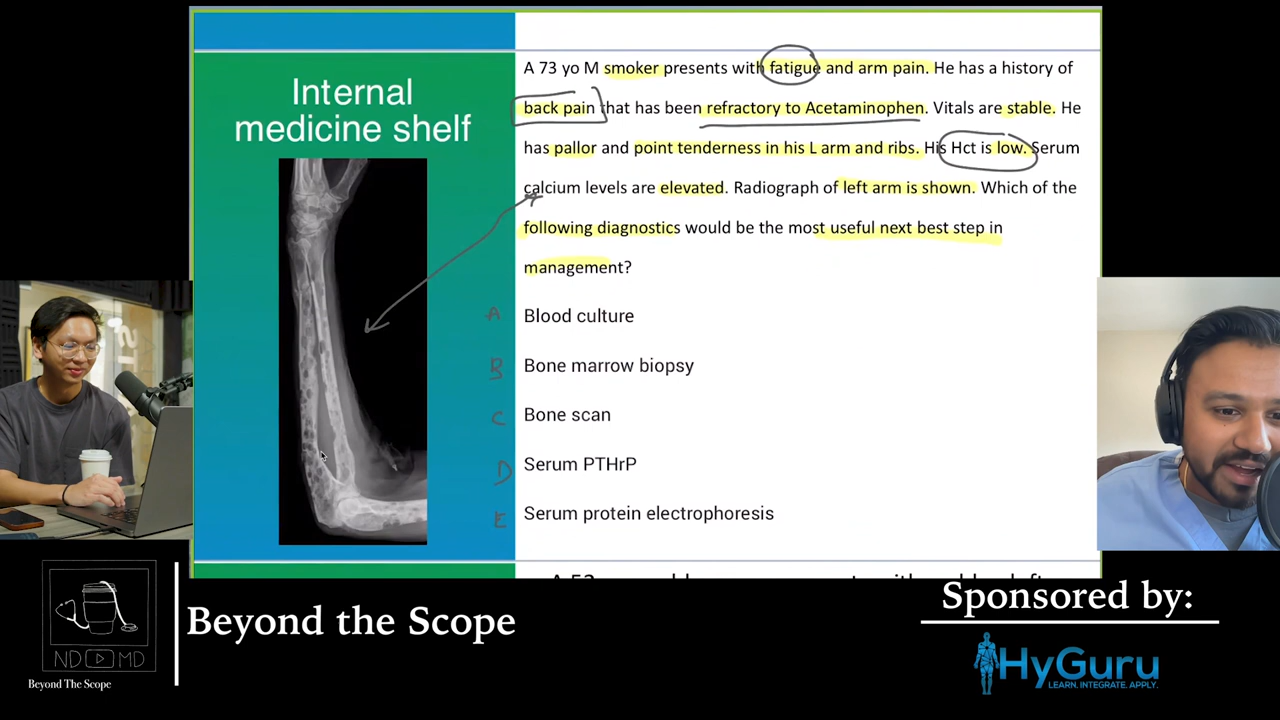 Internal
medicine shelf
A 73 yo M smoker presents with fatigue and arm pain. He has a history of
back pain that has been refractory to Acetaminophen. Vitals are stable. He
has pallor and point tenderness in his L arm and ribs. His Hct is low. Serum
calcium levels are elevated. Radiograph of left arm is shown. Which of the
following diagnostics would be the most useful next best step in
management?
A Blood culture
B Bone marrow biopsy
C Bone scan
D Serum PTHrP
E Serum protein electrophoresis
ND MD
Beyond The Scope
Beyond the Scope
Sponsored by:
HyGuru
LEARN. INTEGRATE. APPLY.